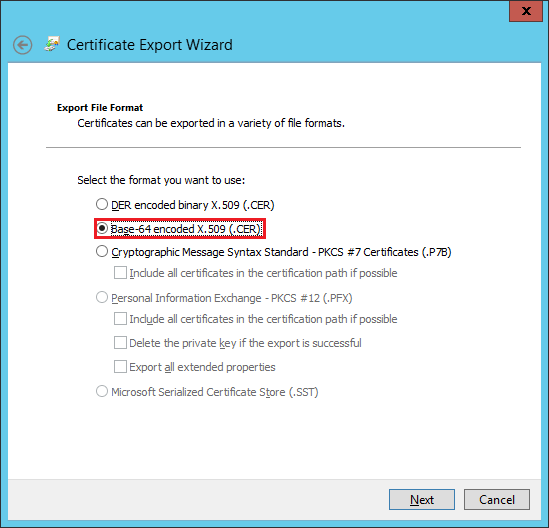 x
Certificate Export Wizard
Export File Format
Certificates can be exported in a variety of file formats.
Select the format you want to use:
DER encoded binary X.509 (.CER)
Base-64 encoded X.509 (.CER)
Cryptographic Message Syntax Standard - PKCS #7 Certificates (.P7B)
Include all certificates in the certification path if possible
Personal Information Exchange - PKCS #12 (.PFX)
Include all certificates in the certification path if possible
Delete the private key if the export is successful
Export all extended properties
Microsoft Serialized Certificate Store (.SST)
Next Cancel